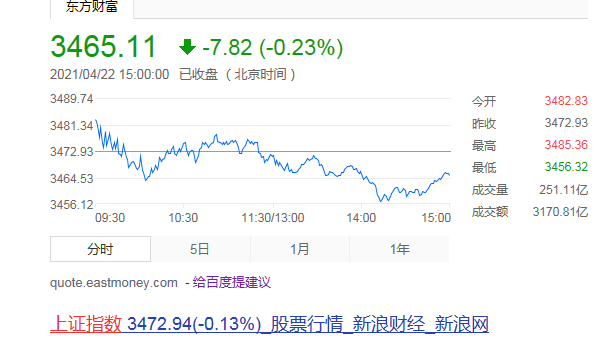 东方财富
3465.11 -7.82 (-0.23%)
2021/04/22 15:00:00 已收盘 （北京时间）
3489.74
3481.34
3472.93
3464.53
3456.12
09:30 10:30 11:30/13:00 14:00 15:00
今开 3482.83
昨收 3472.93
最高 3485.36
最低 3456.32
成交量 251.11亿
成交额 3170.81亿
分时 5日 1月 1年
quote.eastmoney.com - 给百度提建议
上证指数 3472.94(-0.13%)_股票行情_新浪财经_新浪网